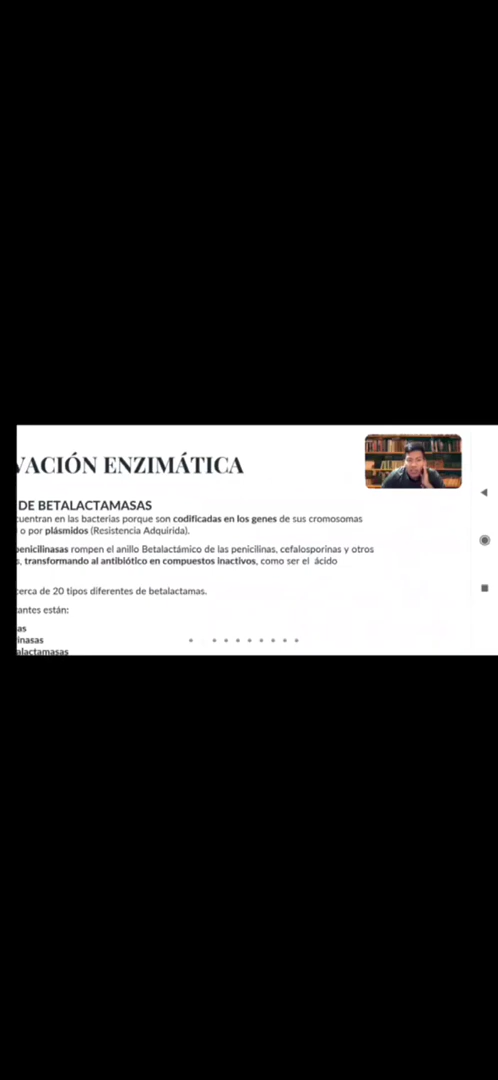 VACIÓN ENZIMÁTICA
DE BETALACTAMASAS
cuentran en las bacterias porque son codificadas en los genes de sus cromosomas
o por plásmidos (Resistencia Adquirida).
penicilinasas rompen el anillo Betalactámico de las penicilinas, cefalosporinas y otros
s, transformando al antibiótico en compuestos inactivos, como ser el ácido
cerca de 20 tipos diferentes de betalactamas.
antes están:
as
inasas
alactamasas